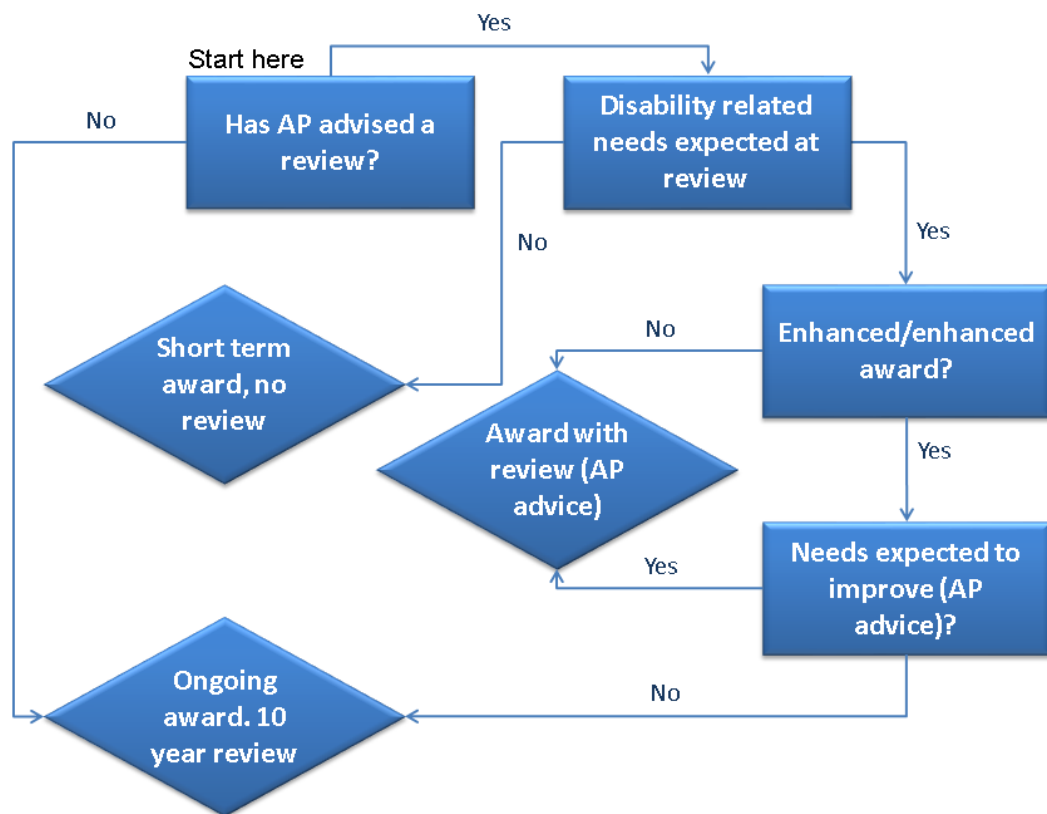 Yes
Start here
No
Has AP advised a
review?
Disability related
needs expected at
review
No
Yes
Short term
award, no
review
No
Enhanced/enhanced
award?
Award with
review (AP
advice)
Yes
Yes
Needs expected to
improve (AP
advice)?
No
Ongoing
award. 10
year review